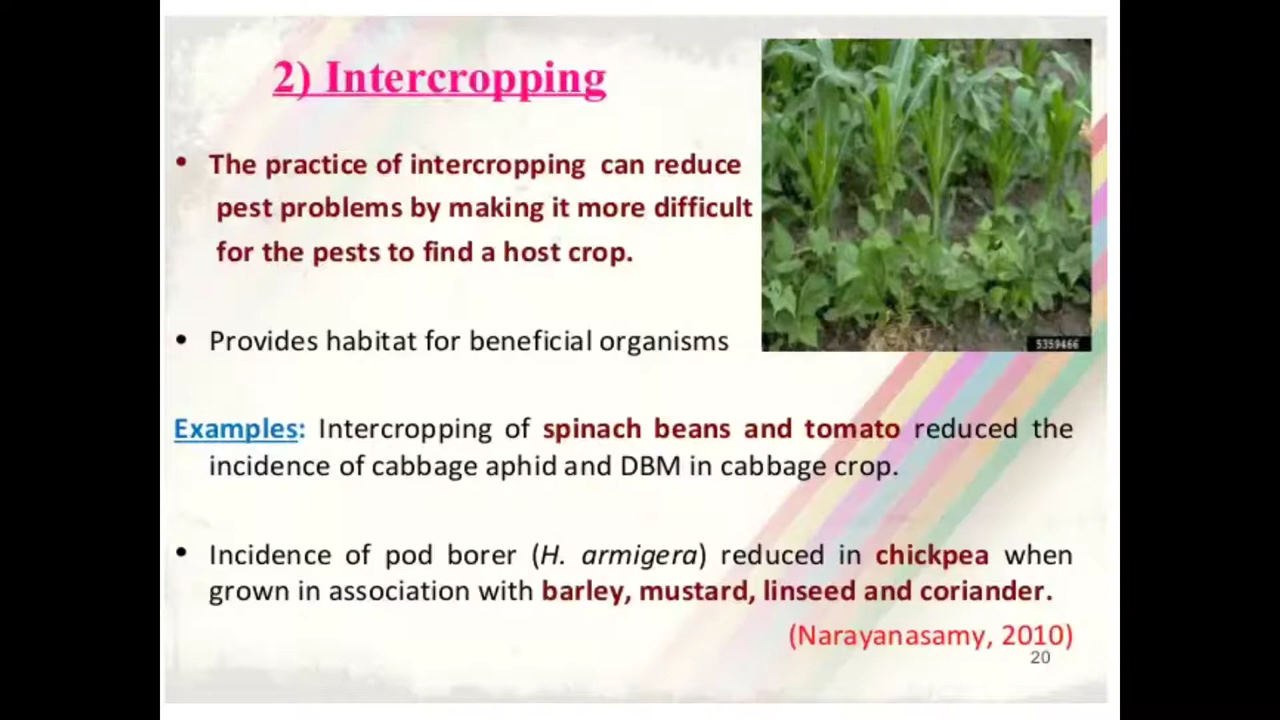 2) Intercropping
• The practice of intercropping can reduce
pest problems by making it more difficult
for the pests to find a host crop.
• Provides habitat for beneficial organisms
5359466
Examples: Intercropping of spinach beans and tomato reduced the
incidence of cabbage aphid and DBM in cabbage crop.
• Incidence of pod borer (H. armigera) reduced in chickpea when
grown in association with barley, mustard, linseed and coriander.
(Narayanasamy, 2010)
20